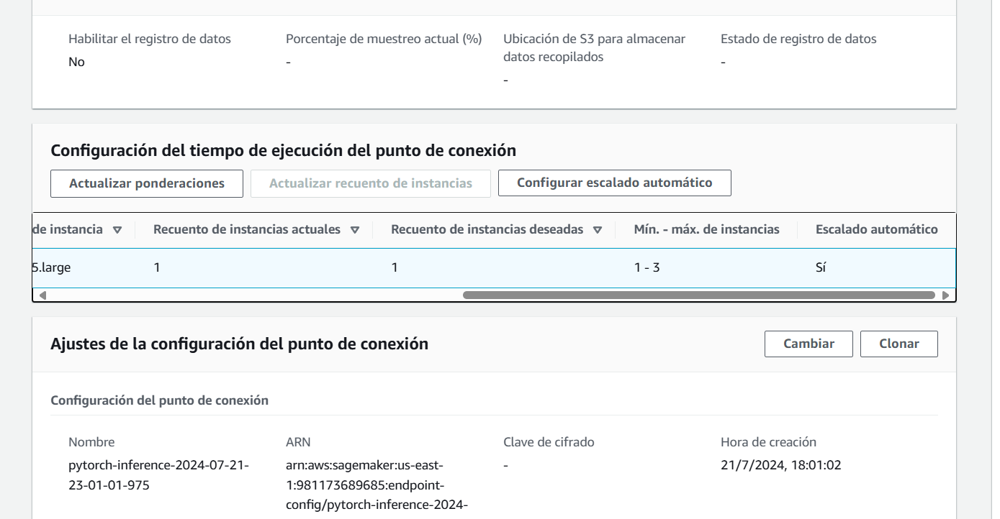 Habilitar el registro de datos
No
Porcentaje de muestreo actual (%)
-
Ubicación de S3 para almacenar
datos recopilados
-
Estado de registro de datos
-
Configuración del tiempo de ejecución del punto de conexión
Actualizar ponderaciones
Actualizar recuento de instancias
Configurar escalado automático
de instancia Recuento de instancias actuales Recuento de instancias deseadas Mín. - máx. de instancias Escalado automático
5.large 1 1 1 - 3 Sí
Ajustes de la configuración del punto de conexión
Cambiar
Clonar
Configuración del punto de conexión
Nombre
pytorch-inference-2024-07-21-
23-01-01-975
ARN
arn:aws:sagemaker:us-east-
1:981173689685:endpoint-
config/pytorch-inference-2024-
Clave de cifrado
-
Hora de creación
21/7/2024, 18:01:02